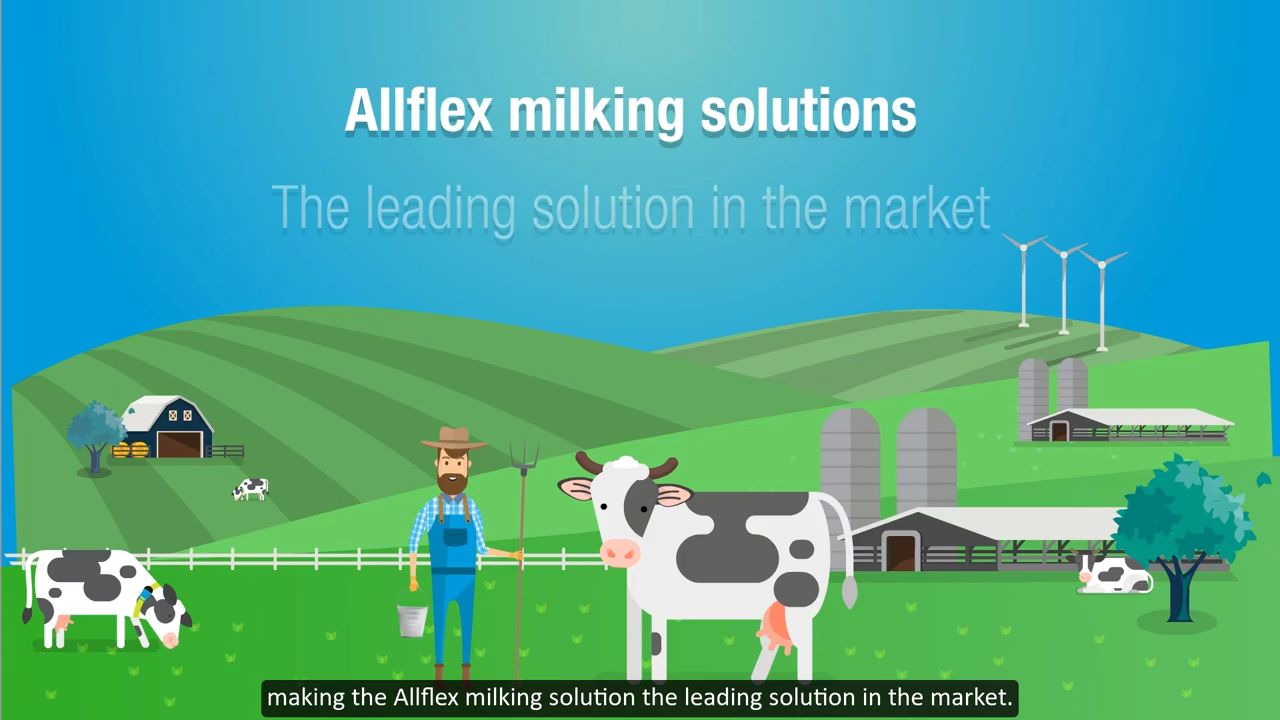 Allflex milking solutions
The leading solution in the market
making the Allflex milking solution the leading solution in the market.